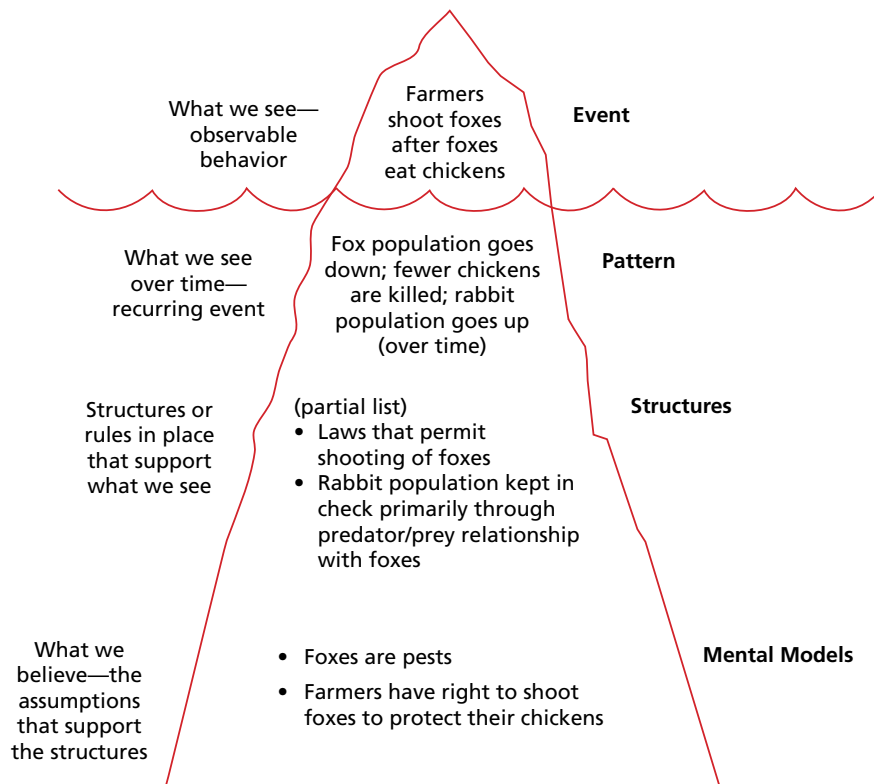 What we see—
observable
behavior
Farmers
shoot foxes
after foxes
eat chickens
Event
What we see
over time—
recurring event
Fox population goes
down; fewer chickens
are killed; rabbit
population goes up
(over time)
Pattern
Structures or
rules in place
that support
what we see
(partial list)
• Laws that permit
shooting of foxes
• Rabbit population kept in
check primarily through
predator/prey relationship
with foxes
Structures
What we
believe—the
assumptions
that support
the structures
• Foxes are pests
• Farmers have right to shoot
foxes to protect their chickens
Mental Models